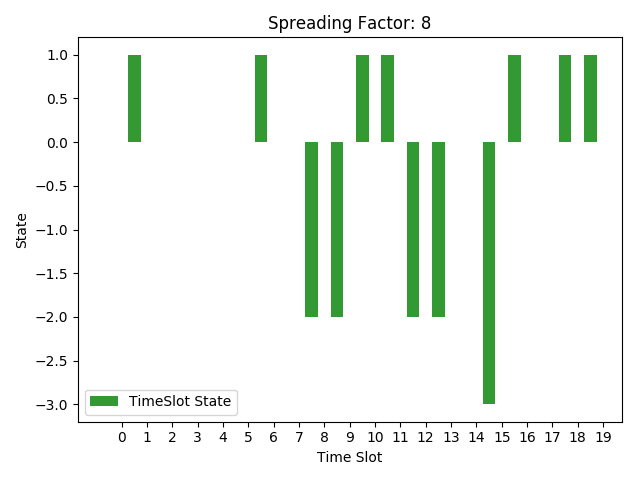 Spreading Factor: 8
1.0
0.5
0.0
−0.5
−1.0
−1.5
−2.0
−2.5
−3.0
State
TimeSlot State
0 1 2 3 4 5 6 7 8 9 10 11 12 13 14 15 16 17 18 19
Time Slot